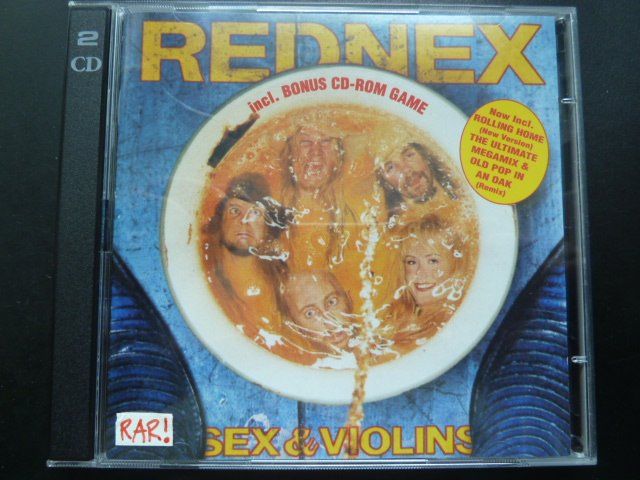 2
CD
REDNEX
incl. BONUS CD-ROM GAME
Now Incl.
ROLLING HOME
(New Version)
THE ULTIMATE
MEGAMIX &
OLD POP IN
AN OAK
(Remix)
RAR!
SEX & VIOLINS